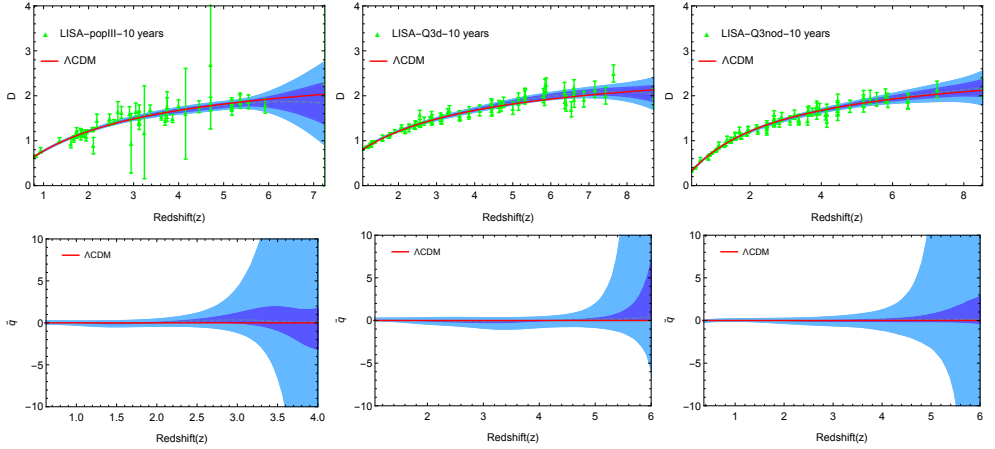 LISA-popIII-10 years
ΛCDM
D
4
3
2
1
0
1 2 3 4 5 6 7
Redshift(z)
LISA-Q3d-10 years
ΛCDM
D
4
3
2
1
0
2 3 4 5 6 7 8
Redshift(z)
LISA-Q3nod-10 years
ΛCDM
D
4
3
2
1
0
2 4 6 8
Redshift(z)
ΛCDM
q̃
10
5
0
-5
-10
1.0 1.5 2.0 2.5 3.0 3.5 4.0
Redshift(z)
ΛCDM
q̃
10
5
0
-5
-10
2 3 4 5 6
Redshift(z)
ΛCDM
q̃
10
5
0
-5
-10
1 2 3 4 5 6
Redshift(z)